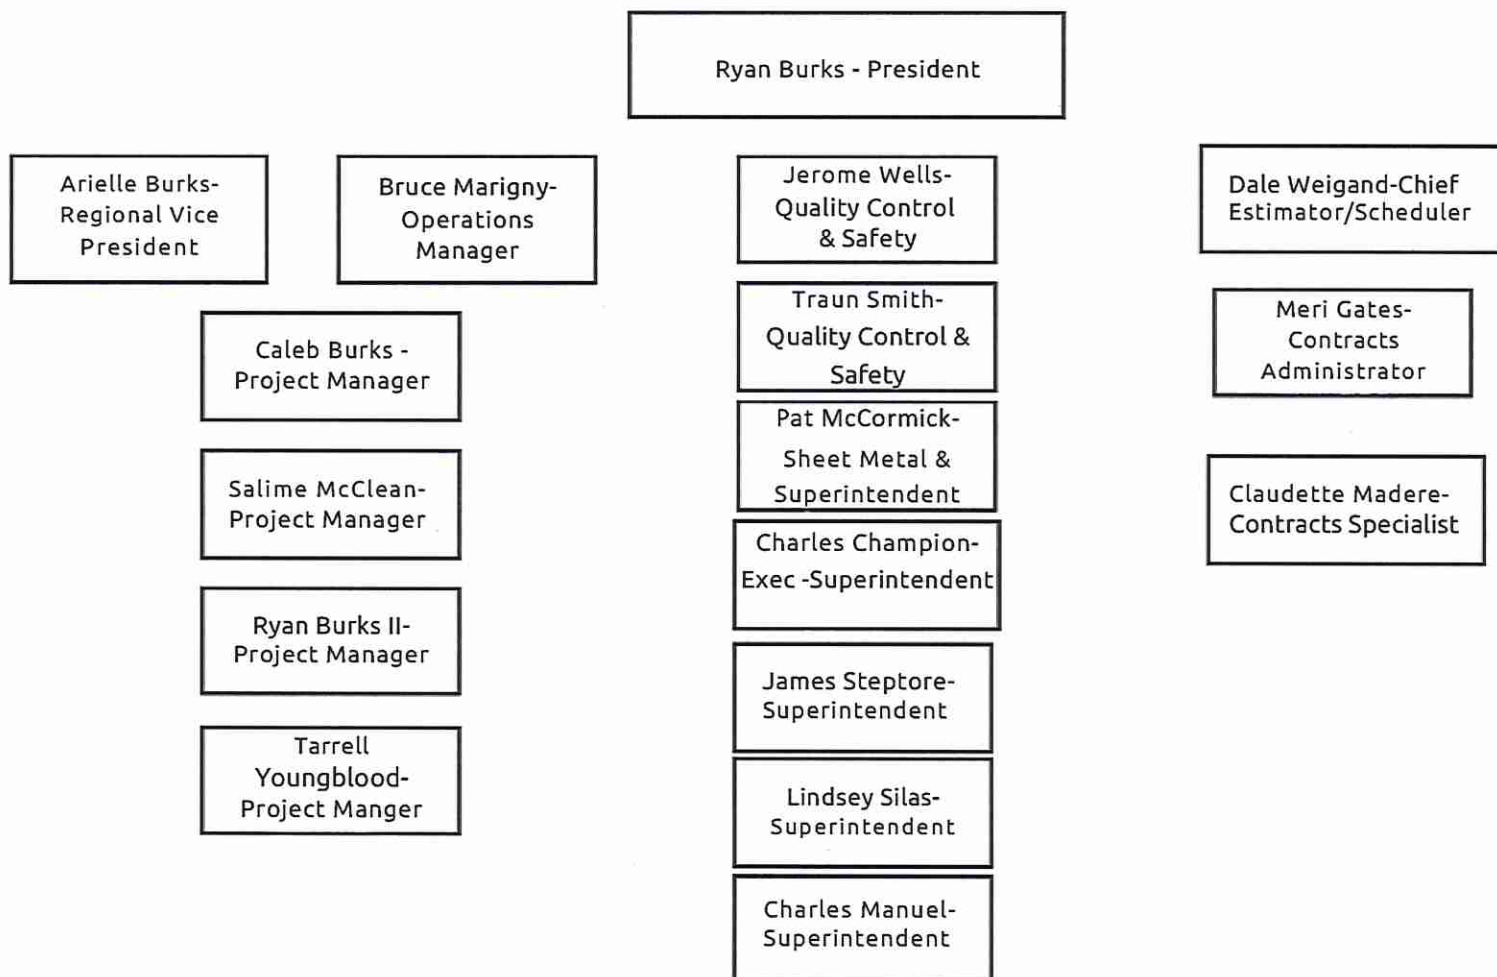 Ryan Burks - President
Arielle Burks-
Regional Vice
President
Bruce Marigny-
Operations
Manager
Caleb Burks -
Project Manager
Salime McClean-
Project Manager
Ryan Burks II-
Project Manager
Tarrell
Youngblood-
Project Manger
Jerome Wells-
Quality Control
& Safety
Traun Smith-
Quality Control &
Safety
Pat McCormick-
Sheet Metal &
Superintendent
Charles Champion-
Exec -Superintendent
James Steptore-
Superintendent
Lindsey Silas-
Superintendent
Charles Manuel-
Superintendent
Dale Weigand-Chief
Estimator/Scheduler
Meri Gates-
Contracts
Administrator
Claudette Madere-
Contracts Specialist